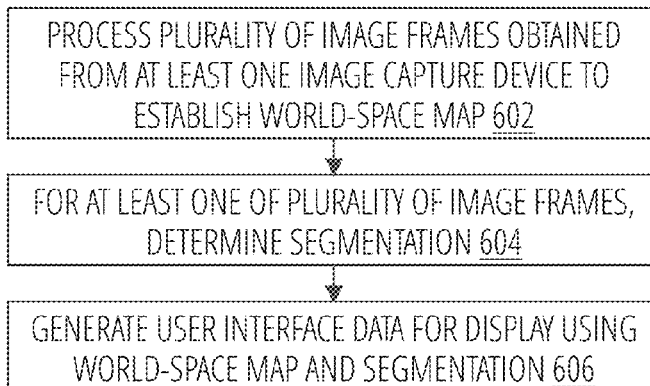 PROCESS PLURALITY OF IMAGE FRAMES OBTAINED
FROM AT LEAST ONE IMAGE CAPTURE DEVICE TO
ESTABLISH WORLD-SPACE MAP 602
FOR AT LEAST ONE OF PLURALITY OF IMAGE FRAMES,
DETERMINE SEGMENTATION 604
GENERATE USER INTERFACE DATA FOR DISPLAY USING
WORLD-SPACE MAP AND SEGMENTATION 606